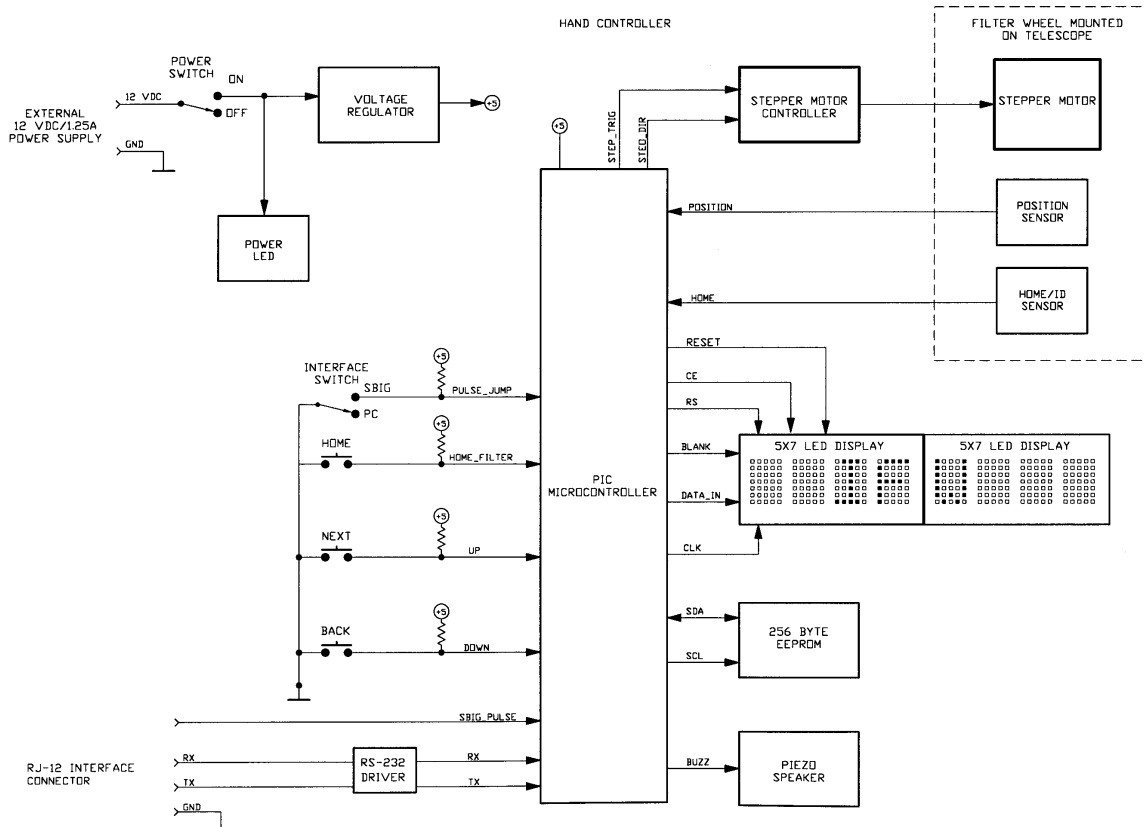 HAND CONTROLLER
FILTER WHEEL MOUNTED
ON TELESCOPE
POWER
SWITCH
ON
OFF
12 VDC
EXTERNAL
12 VDC/1.25A
POWER SUPPLY
GND
VOLTAGE
REGULATOR
+5
POWER
LED
+5
STEP_TRIG
STEO_DIR
STEPPER MOTOR
CONTROLLER
STEPPER MOTOR
POSITION
POSITION
SENSOR
HOME
HOME/ID
SENSOR
RESET
CE
RS
BLANK
DATA_IN
CLK
5X7 LED DISPLAY
5X7 LED DISPLAY
INTERFACE
SWITCH
SBIG
PC
+5
PULSE_JUMP
HOME
+5
HOME_FILTER
NEXT
+5
UP
BACK
+5
DOWN
PIC
MICROCONTROLLER
SDA
SCL
256 BYTE
EEPROM
SBIG_PULSE
RJ-12 INTERFACE
CONNECTOR
RX
TX
GND
RS-232
DRIVER
RX
TX
BUZZ
PIEZO
SPEAKER